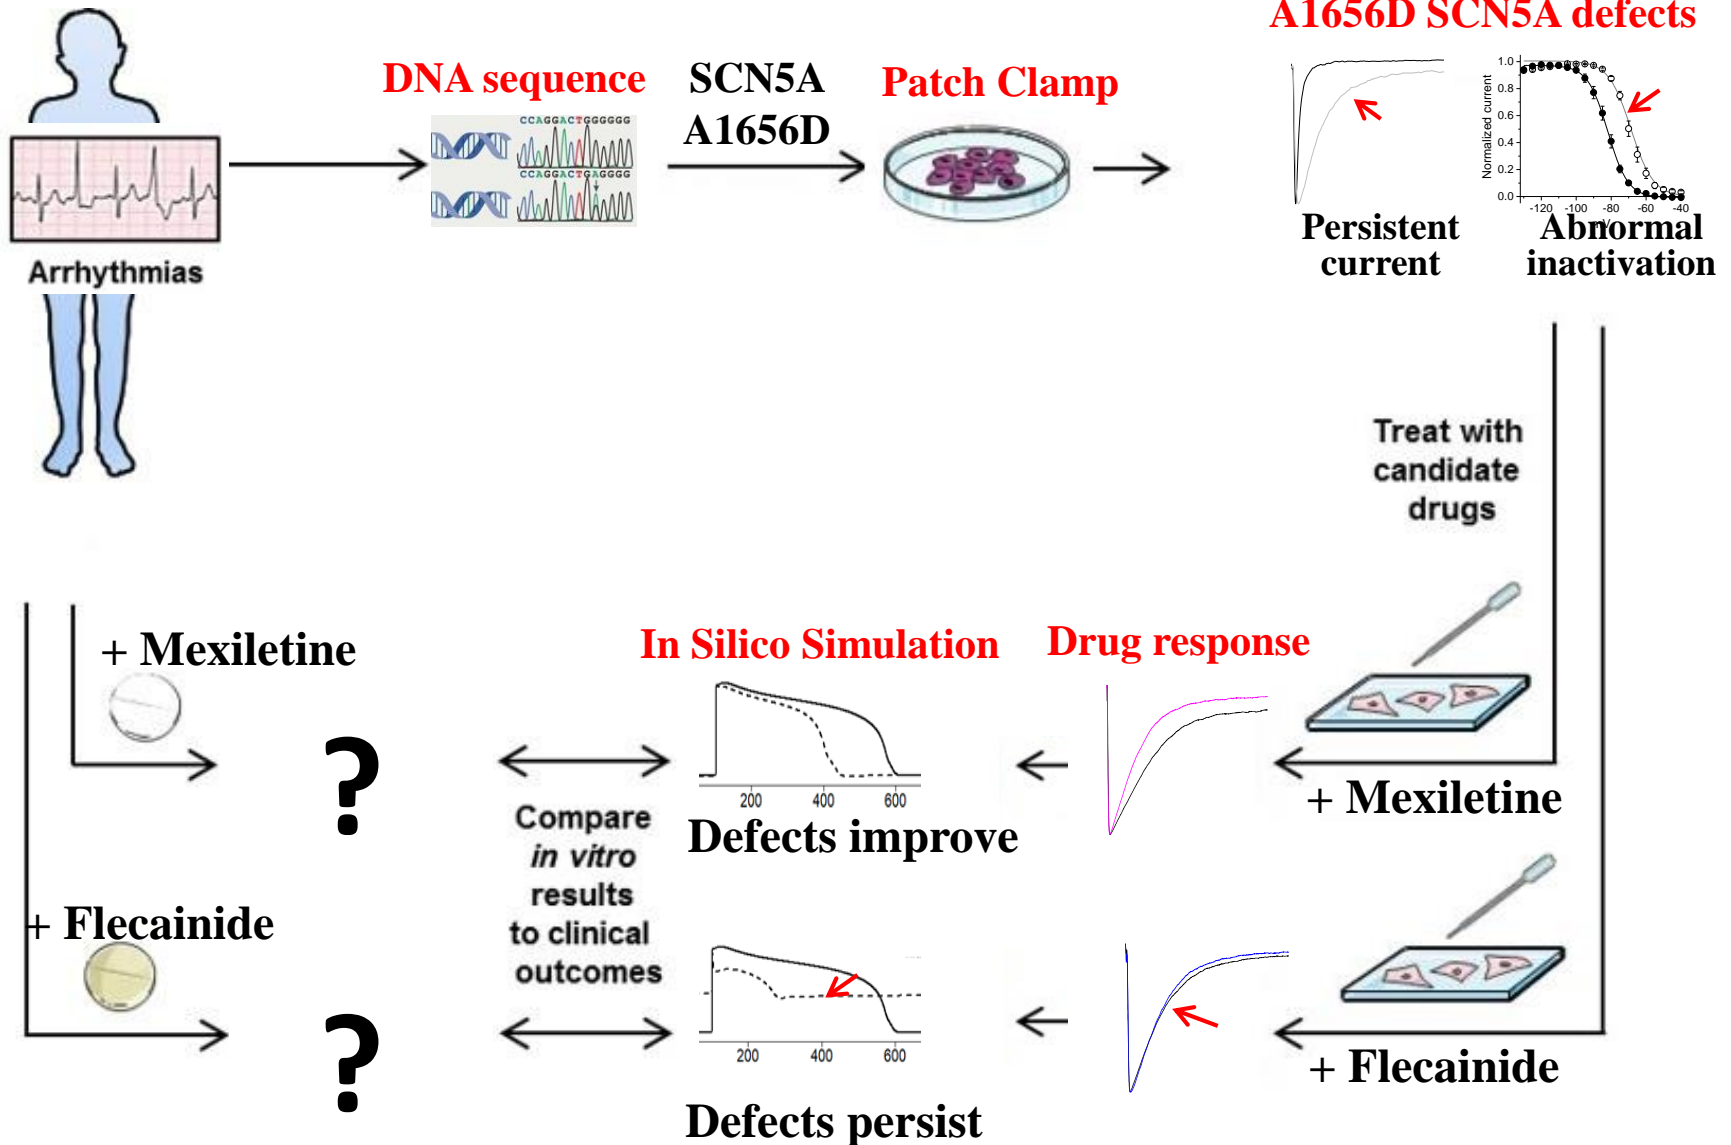 A1656D SCN5A defects
DNA sequence
SCN5A
A1656D
Patch Clamp
CCAGGACTGGGGGG
CCAGGACTGAGGGG
Arrhythmias
Normalized current
1.0
0.8
0.6
0.4
0.2
0.0
-120 -100 -80 -60 -40
Persistent
current
Abnormal
inactivation
Treat with
candidate
drugs
+ Mexiletine
?
In Silico Simulation
200 400 600
Defects improve
Drug response
+ Mexiletine
Compare
in vitro
results
to clinical
outcomes
+ Flecainide
?
200 400 600
Defects persist
+ Flecainide